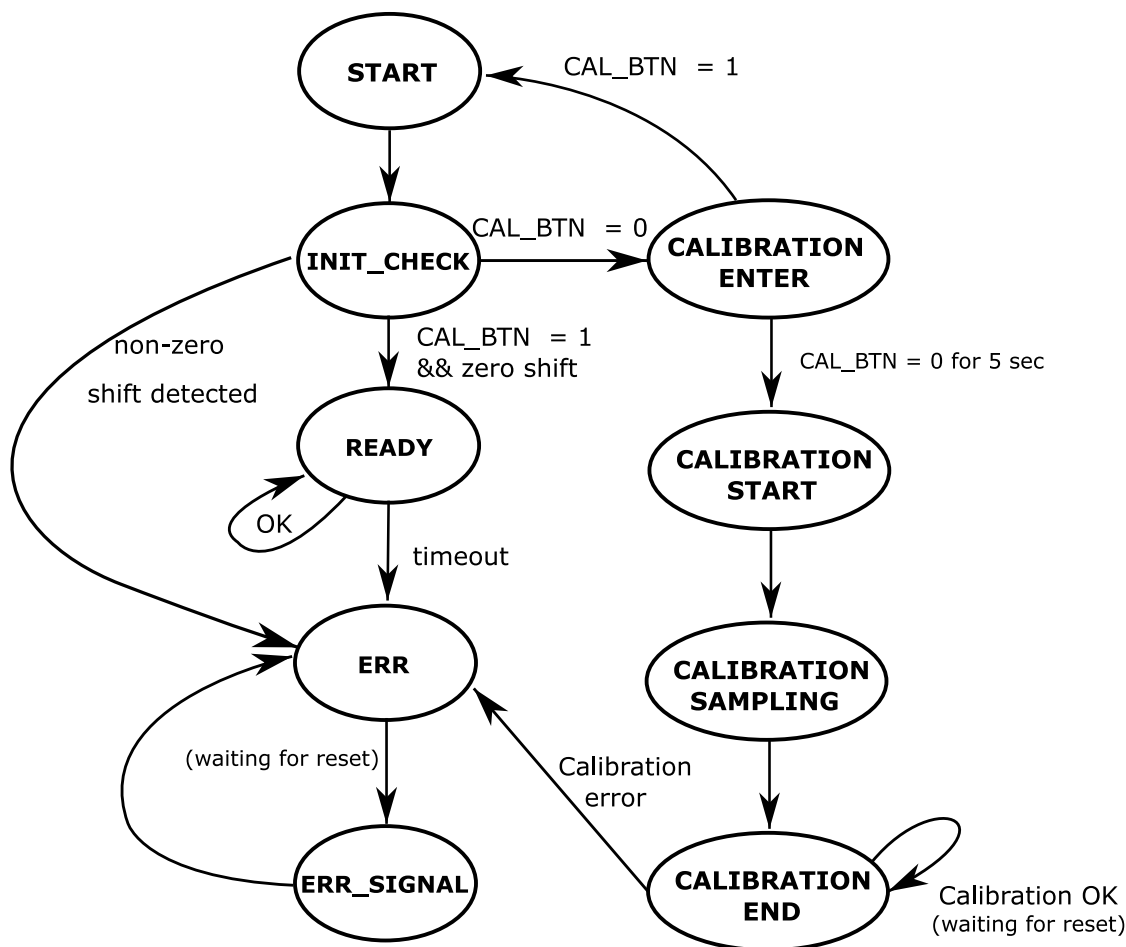 START
CAL_BTN = 1
INIT_CHECK
CAL_BTN = 0
CALIBRATION
ENTER
non-zero
shift detected
CAL_BTN = 1
&& zero shift
CAL_BTN = 0 for 5 sec
READY
OK
timeout
CALIBRATION
START
ERR
CALIBRATION
SAMPLING
(waiting for reset)
Calibration
error
ERR_SIGNAL
CALIBRATION
END
Calibration OK
(waiting for reset)